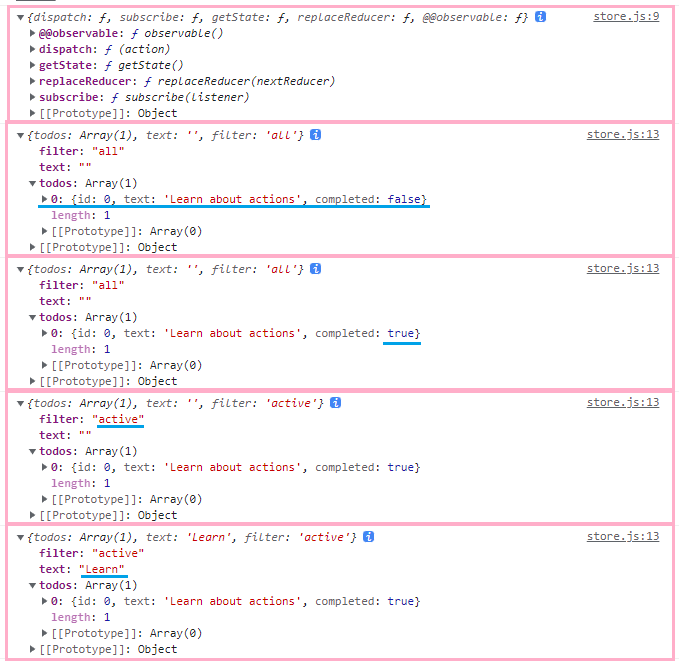 ▼{dispatch: ƒ, subscribe: ƒ, getState: ƒ, replaceReducer: ƒ, @@observable: ƒ} i store.js:9
▶@@observable: ƒ observable()
▶dispatch: ƒ (action)
▶getState: ƒ getState()
▶replaceReducer: ƒ replaceReducer(nextReducer)
▶subscribe: ƒ subscribe(listener)
▶[[Prototype]]: Object
▼{todos: Array(1), text: '', filter: 'all'} i store.js:13
filter: "all"
text: ""
▼todos: Array(1)
▶0: {id: 0, text: 'Learn about actions', completed: false}
length: 1
▶[[Prototype]]: Array(0)
▶[[Prototype]]: Object
▼{todos: Array(1), text: '', filter: 'all'} i store.js:13
filter: "all"
text: ""
▼todos: Array(1)
▶0: {id: 0, text: 'Learn about actions', completed: true}
length: 1
▶[[Prototype]]: Array(0)
▶[[Prototype]]: Object
▼{todos: Array(1), text: '', filter: 'active'} i store.js:13
filter: "active"
text: ""
▼todos: Array(1)
▶0: {id: 0, text: 'Learn about actions', completed: true}
length: 1
▶[[Prototype]]: Array(0)
▶[[Prototype]]: Object
▼{todos: Array(1), text: 'Learn', filter: 'active'} i store.js:13
filter: "active"
text: "Learn"
▼todos: Array(1)
▶0: {id: 0, text: 'Learn about actions', completed: true}
length: 1
▶[[Prototype]]: Array(0)
▶[[Prototype]]: Object